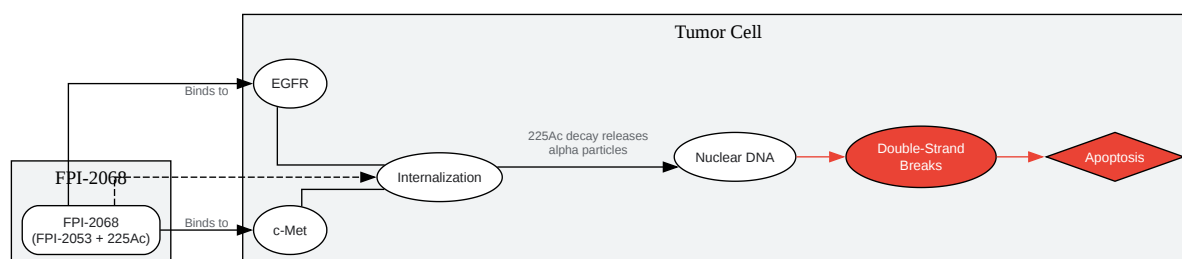 Tumor Cell
EGFR
Binds to
225Ac decay releases
alpha particles
Nuclear DNA
Double-Strand
Breaks
Apoptosis
FPI-2068
Internalization
FPI-2068
(FPI-2053 + 225Ac)
Binds to
c-Met